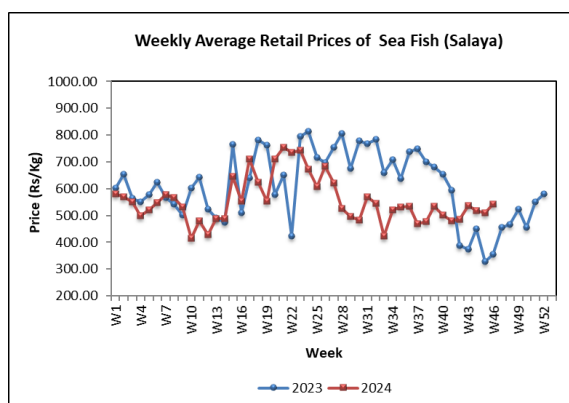 Weekly Average Retail Prices of Sea Fish (Salaya)
Price (Rs/Kg)
1000.00
900.00
800.00
700.00
600.00
500.00
400.00
300.00
200.00
W1 W4 W7 W10 W13 W16 W19 W22 W25 W28 W31 W34 W37 W40 W43 W46 W49 W52
Week
2023 2024